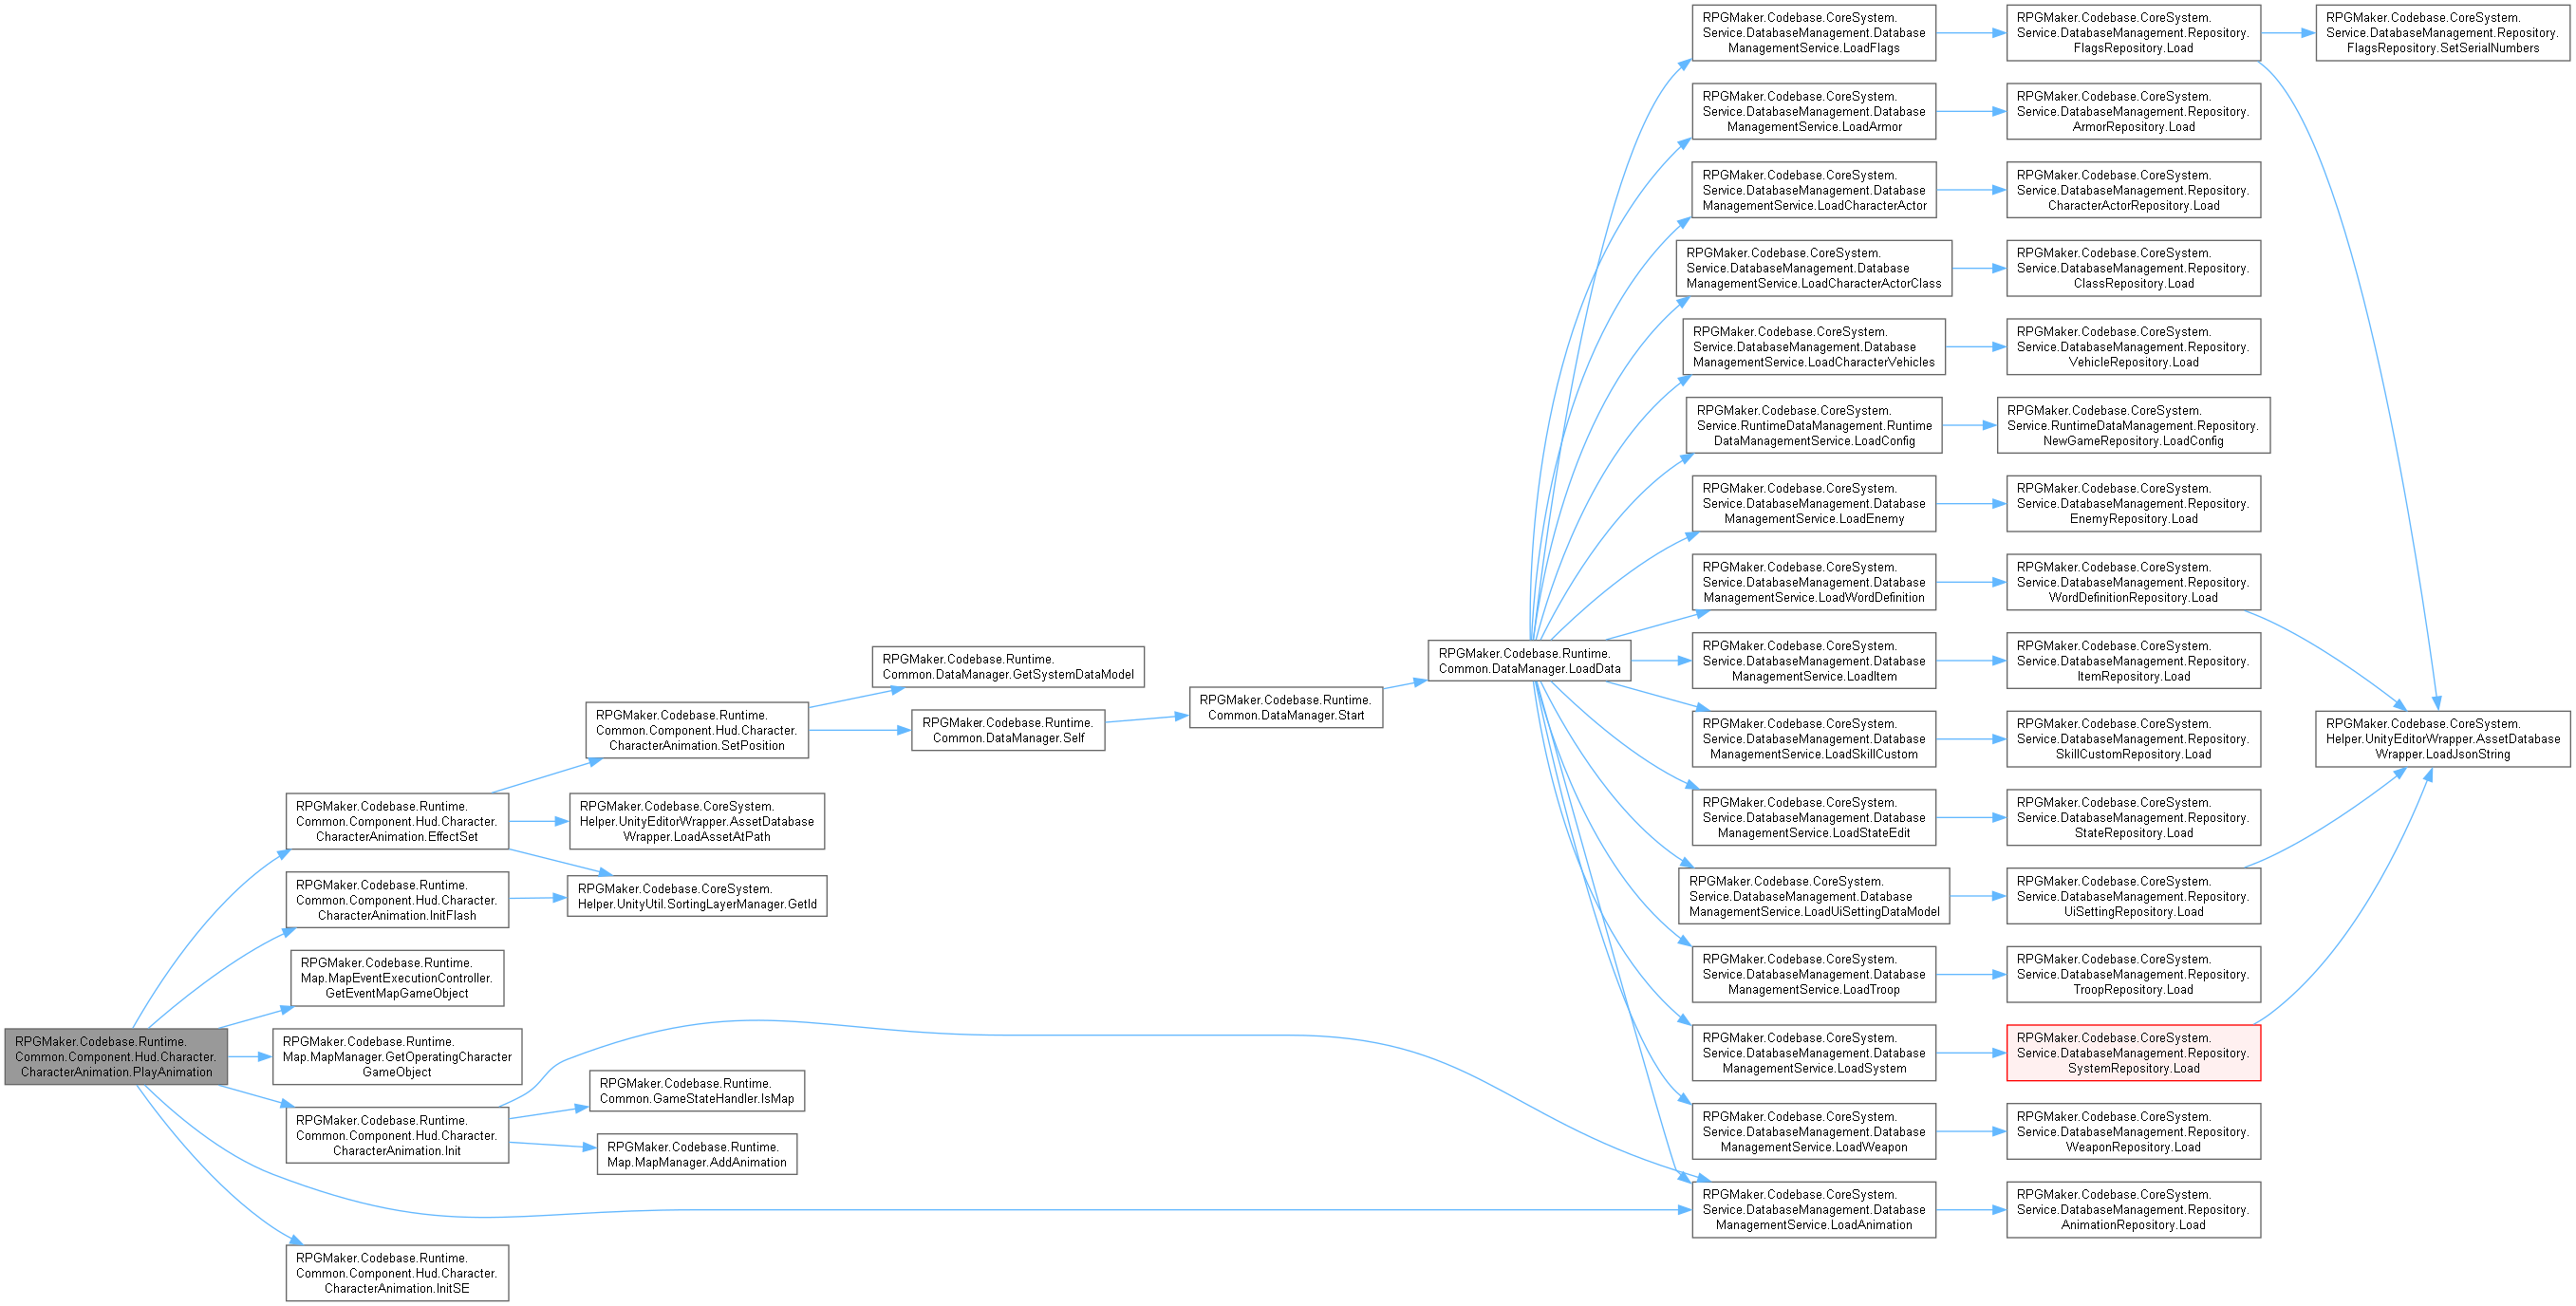 RPGMaker.Codebase.Runtime.
Common.Component.Hud.Character.
CharacterAnimation.PlayAnimation
RPGMaker.Codebase.Runtime.
Common.Component.Hud.Character.
CharacterAnimation.EffectSet
RPGMaker.Codebase.Runtime.
Common.Component.Hud.Character.
CharacterAnimation.InitFlash
RPGMaker.Codebase.Runtime.
Map.MapEventExecutionController.
GetEventMapGameObject
RPGMaker.Codebase.Runtime.
Map.MapManager.GetOperatingCharacter
GameObject
RPGMaker.Codebase.Runtime.
Common.Component.Hud.Character.
CharacterAnimation.Init
RPGMaker.Codebase.Runtime.
Common.Component.Hud.Character.
CharacterAnimation.InitSE
RPGMaker.Codebase.Runtime.
Common.Component.Hud.Character.
CharacterAnimation.SetPosition
RPGMaker.Codebase.CoreSystem.
Helper.UnityEditorWrapper.AssetDatabase
Wrapper.LoadAssetAtPath
RPGMaker.Codebase.CoreSystem.
Helper.UnityUtil.SortingLayerManager.GetId
RPGMaker.Codebase.Runtime.
Common.GameStateHandler.IsMap
RPGMaker.Codebase.Runtime.
Map.MapManager.AddAnimation
RPGMaker.Codebase.Runtime.
Common.DataManager.GetSystemDataModel
RPGMaker.Codebase.Runtime.
Common.DataManager.Self
RPGMaker.Codebase.Runtime.
Common.DataManager.Start
RPGMaker.Codebase.Runtime.
Common.DataManager.LoadData
RPGMaker.Codebase.CoreSystem.
Service.DatabaseManagement.Database
ManagementService.LoadFlags
RPGMaker.Codebase.CoreSystem.
Service.DatabaseManagement.Database
ManagementService.LoadArmor
RPGMaker.Codebase.CoreSystem.
Service.DatabaseManagement.Database
ManagementService.LoadCharacterActor
RPGMaker.Codebase.CoreSystem.
Service.DatabaseManagement.Database
ManagementService.LoadCharacterActorClass
RPGMaker.Codebase.CoreSystem.
Service.DatabaseManagement.Database
ManagementService.LoadCharacterVehicles
RPGMaker.Codebase.CoreSystem.
Service.RuntimeDataManagement.Runtime
DataManagementService.LoadConfig
RPGMaker.Codebase.CoreSystem.
Service.DatabaseManagement.Database
ManagementService.LoadEnemy
RPGMaker.Codebase.CoreSystem.
Service.DatabaseManagement.Database
ManagementService.LoadWordDefinition
RPGMaker.Codebase.CoreSystem.
Service.DatabaseManagement.Database
ManagementService.LoadItem
RPGMaker.Codebase.CoreSystem.
Service.DatabaseManagement.Database
ManagementService.LoadSkillCustom
RPGMaker.Codebase.CoreSystem.
Service.DatabaseManagement.Database
ManagementService.LoadStateEdit
RPGMaker.Codebase.CoreSystem.
Service.DatabaseManagement.Database
ManagementService.LoadUiSettingDataModel
RPGMaker.Codebase.CoreSystem.
Service.DatabaseManagement.Database
ManagementService.LoadTroop
RPGMaker.Codebase.CoreSystem.
Service.DatabaseManagement.Database
ManagementService.LoadSystem
RPGMaker.Codebase.CoreSystem.
Service.DatabaseManagement.Database
ManagementService.LoadWeapon
RPGMaker.Codebase.CoreSystem.
Service.DatabaseManagement.Database
ManagementService.LoadAnimation
RPGMaker.Codebase.CoreSystem.
Service.DatabaseManagement.Repository.
FlagsRepository.Load
RPGMaker.Codebase.CoreSystem.
Service.DatabaseManagement.Repository.
ArmorRepository.Load
RPGMaker.Codebase.CoreSystem.
Service.DatabaseManagement.Repository.
CharacterActorRepository.Load
RPGMaker.Codebase.CoreSystem.
Service.DatabaseManagement.Repository.
ClassRepository.Load
RPGMaker.Codebase.CoreSystem.
Service.DatabaseManagement.Repository.
VehicleRepository.Load
RPGMaker.Codebase.CoreSystem.
Service.RuntimeDataManagement.Repository.
NewGameRepository.LoadConfig
RPGMaker.Codebase.CoreSystem.
Service.DatabaseManagement.Repository.
EnemyRepository.Load
RPGMaker.Codebase.CoreSystem.
Service.DatabaseManagement.Repository.
WordDefinitionRepository.Load
RPGMaker.Codebase.CoreSystem.
Service.DatabaseManagement.Repository.
ItemRepository.Load
RPGMaker.Codebase.CoreSystem.
Service.DatabaseManagement.Repository.
SkillCustomRepository.Load
RPGMaker.Codebase.CoreSystem.
Service.DatabaseManagement.Repository.
StateRepository.Load
RPGMaker.Codebase.CoreSystem.
Service.DatabaseManagement.Repository.
UiSettingRepository.Load
RPGMaker.Codebase.CoreSystem.
Service.DatabaseManagement.Repository.
TroopRepository.Load
RPGMaker.Codebase.CoreSystem.
Service.DatabaseManagement.Repository.
SystemRepository.Load
RPGMaker.Codebase.CoreSystem.
Service.DatabaseManagement.Repository.
WeaponRepository.Load
RPGMaker.Codebase.CoreSystem.
Service.DatabaseManagement.Repository.
AnimationRepository.Load
RPGMaker.Codebase.CoreSystem.
Service.DatabaseManagement.Repository.
FlagsRepository.SetSerialNumbers
RPGMaker.Codebase.CoreSystem.
Helper.UnityEditorWrapper.AssetDatabase
Wrapper.LoadJsonString